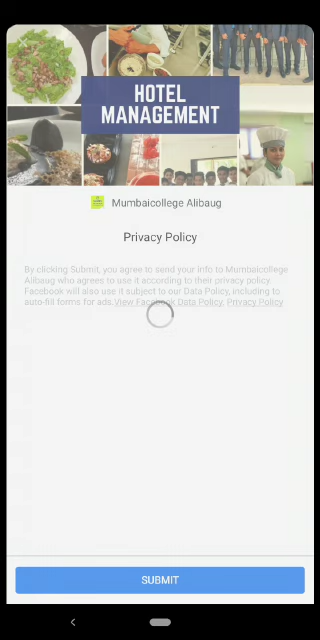 HOTEL
MANAGEMENT
Mumbaicollege Alibaug
Privacy Policy
By clicking Submit, you agree to send your info to Mumbaicollege
Alibaug who agrees to use it according to their privacy policy.
Facebook will also use it subject to our Data Policy, including to
auto-fill forms for ads.View Facebook Data Policy. Privacy Policy
SUBMIT